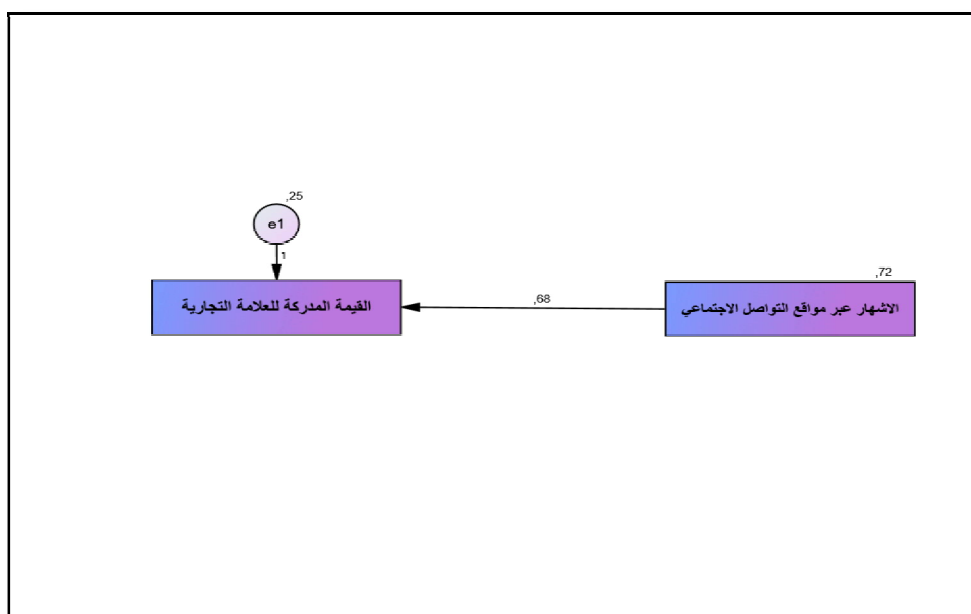 ,25
e1
1
,72
القيمة المدركة للعلامة التجارية
,68
الاشهار عبر مواقع التواصل الاجتماعي